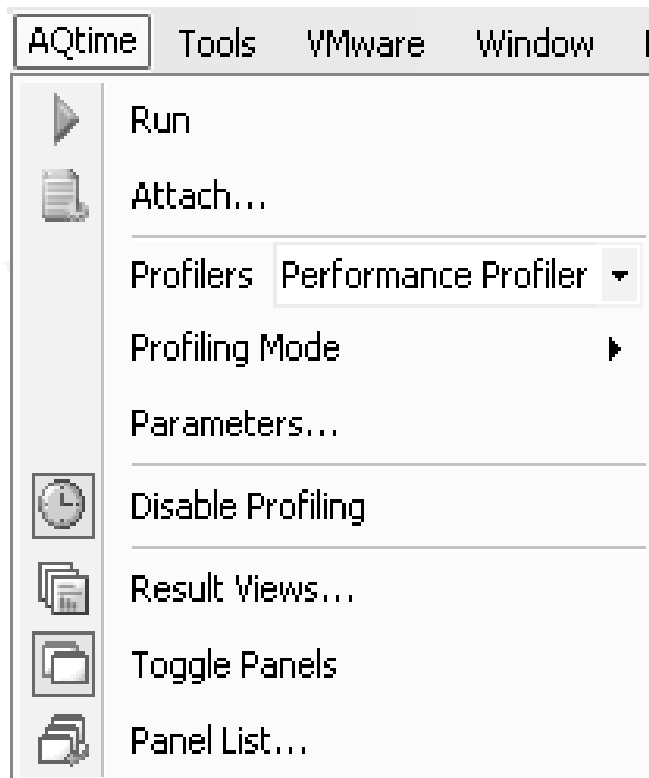 AQtime Tools VMware Window
Run
Attach...
Profilers Performance Profiler
Profiling Mode
Parameters...
Disable Profiling
Result Views...
Toggle Panels
Panel List...